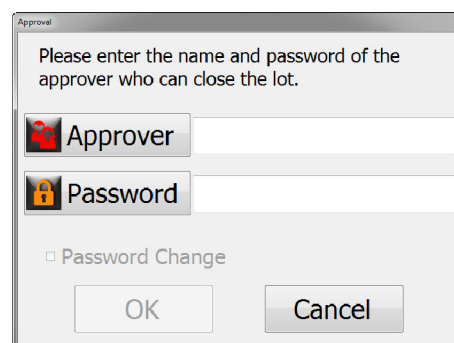 Approval
Please enter the name and password of the
approver who can close the lot.
Approver
Password
Password Change
OK
Cancel